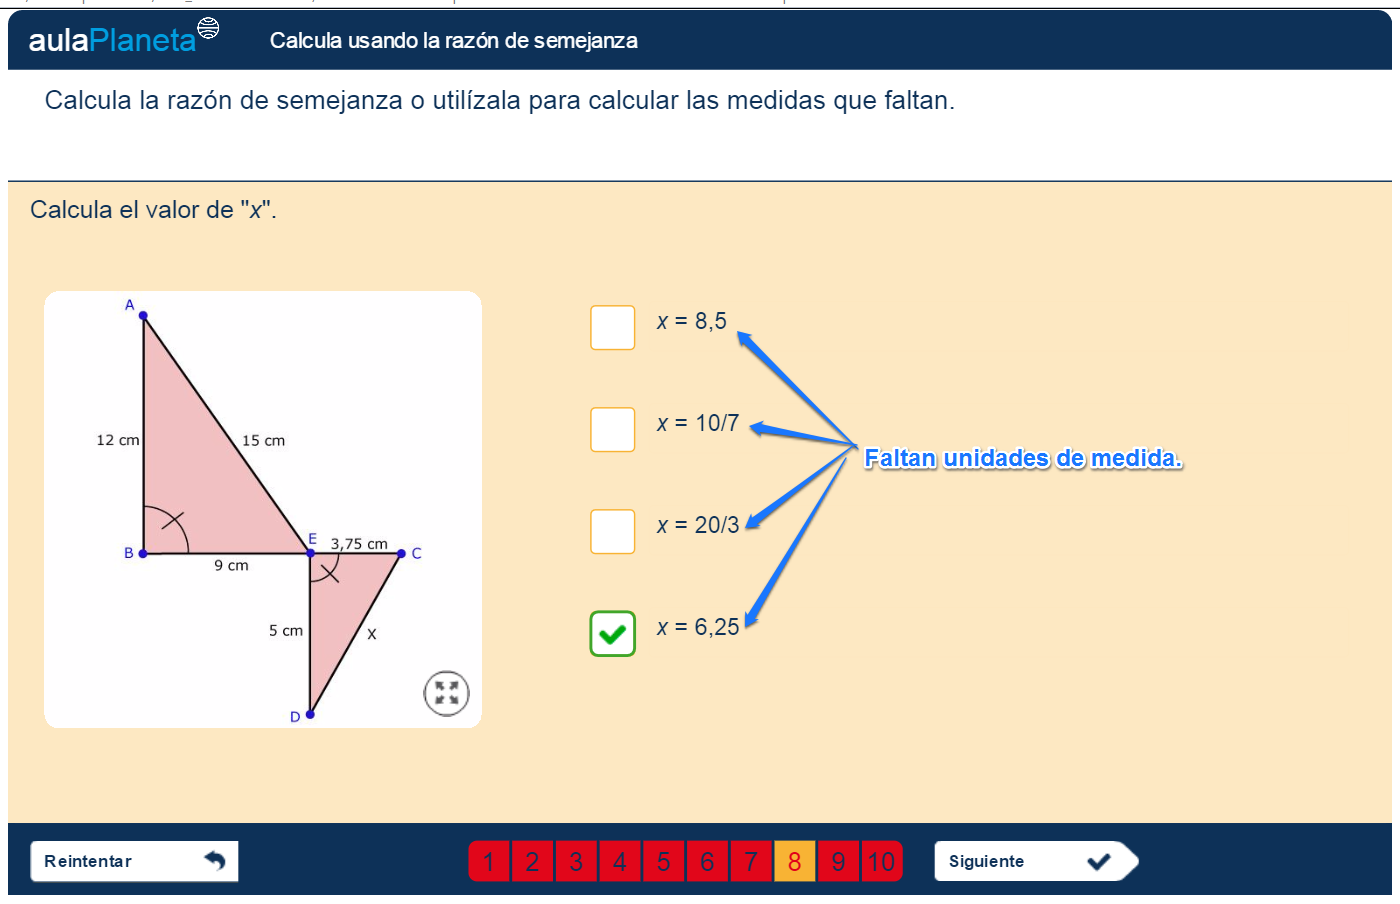 aulaPlaneta
Calcula usando la razón de semejanza
Calcula la razón de semejanza o utilízala para calcular las medidas que faltan.
Calcula el valor de "x".
A
12 cm
15 cm
B
E
3,75 cm
C
9 cm
5 cm
x
D
x = 8,5
x = 10/7
Faltan unidades de medida.
x = 20/3
x = 6,25
Reintentar
1 2 3 4 5 6 7 8 9 10
Siguiente